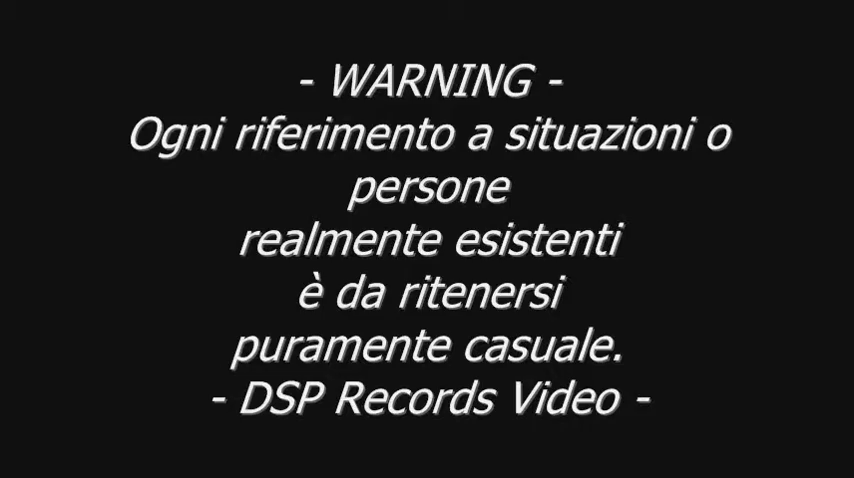 - WARNING -
Ogni riferimento a situazioni o
persone
realmente esistenti
è da ritenersi
puramente casuale.
- DSP Records Video -